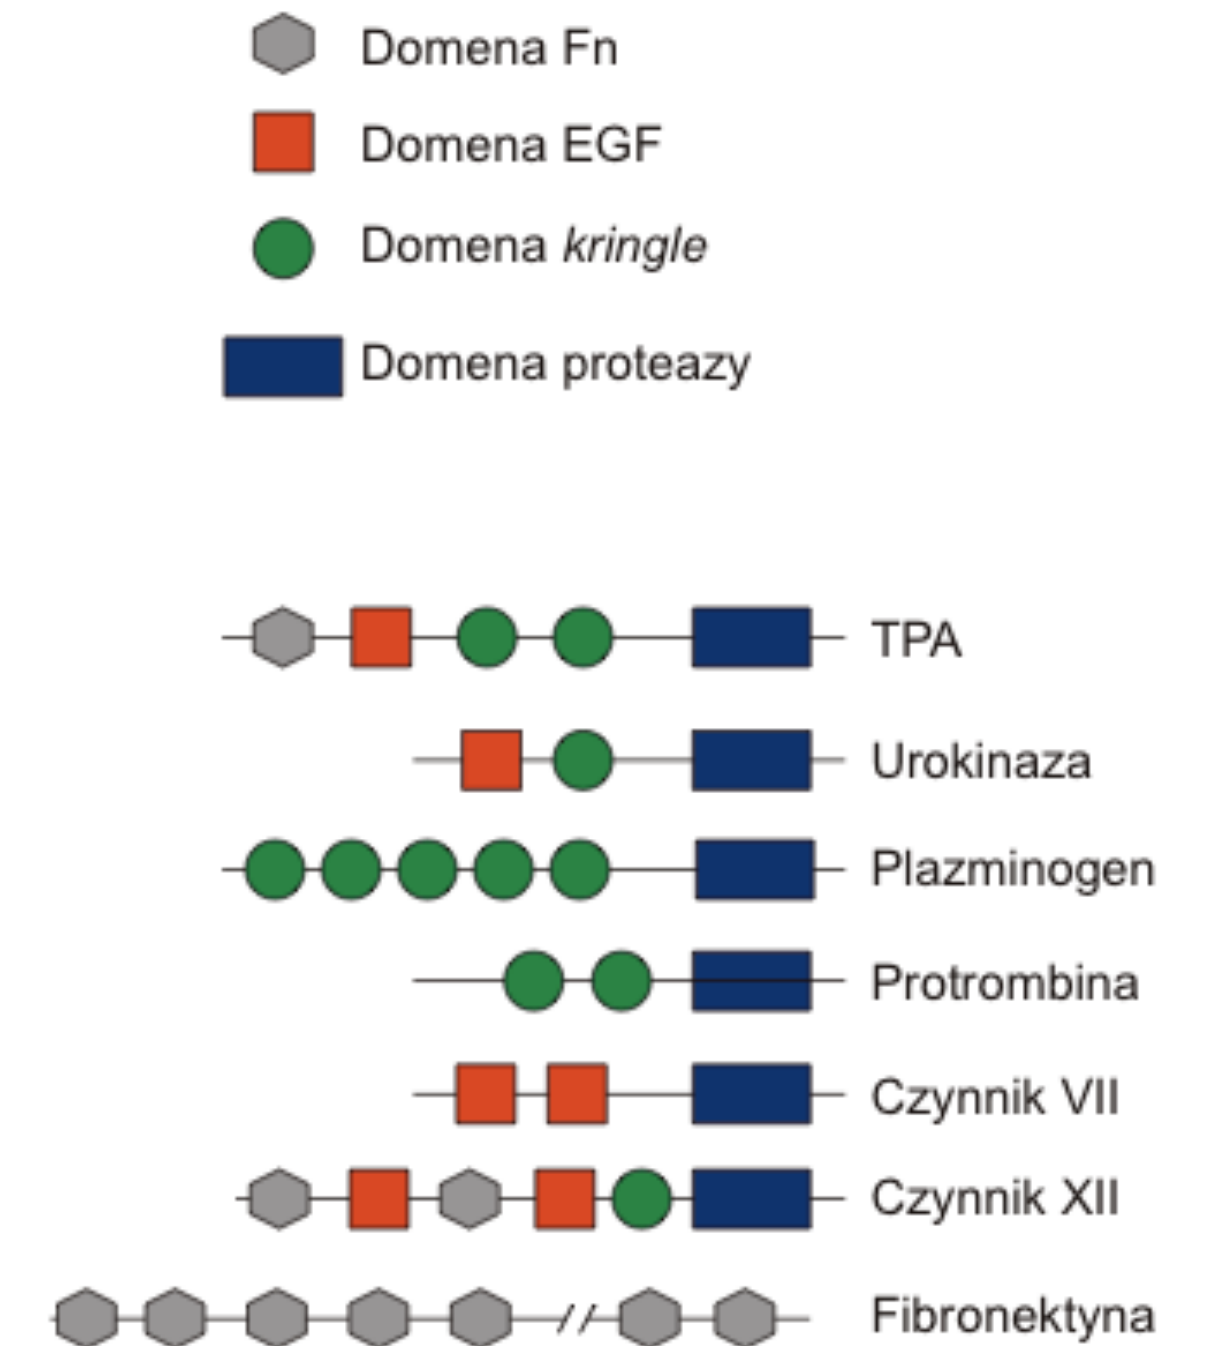 Domena Fn
Domena EGF
Domena kringle
Domena proteazy
TPA
Urokinaza
Plazminogen
Protrombina
Czynnik VII
Czynnik XII
Fibronektyna